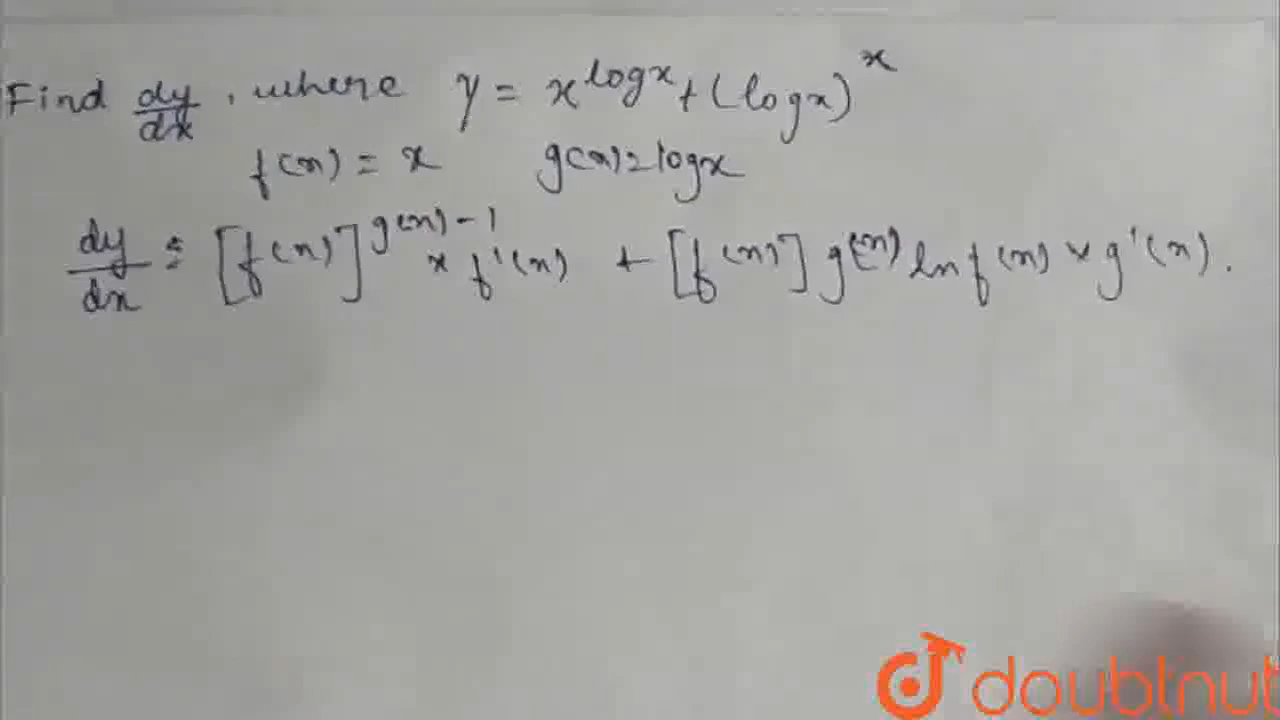 Find dy/dx, where y = x^logx + (logx)^x
f(x) = x g(x) = logx
dy/dx = [f(x)]^g(x)-1 × f'(x) + [f(x)] g(x) ln f(x) × g'(x).
doubtnut